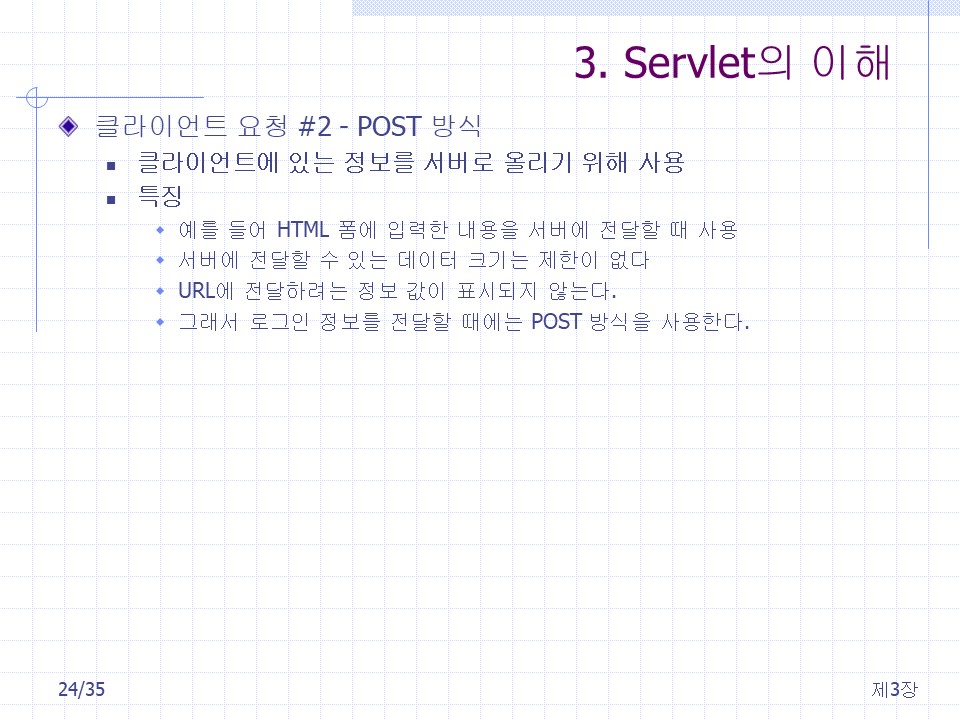 3. Servlet의 이해
클라이언트 요청 #2 - POST 방식
클라이언트에 있는 정보를 서버로 올리기 위해 사용
특징
예를 들어 HTML 폼에 입력한 내용을 서버에 전달할 때 사용
서버에 전달할 수 있는 데이터 크기는 제한이 없다
URL에 전달하려는 정보 값이 표시되지 않는다.
그래서 로그인 정보를 전달할 때에는 POST 방식을 사용한다.
24/35
제3장